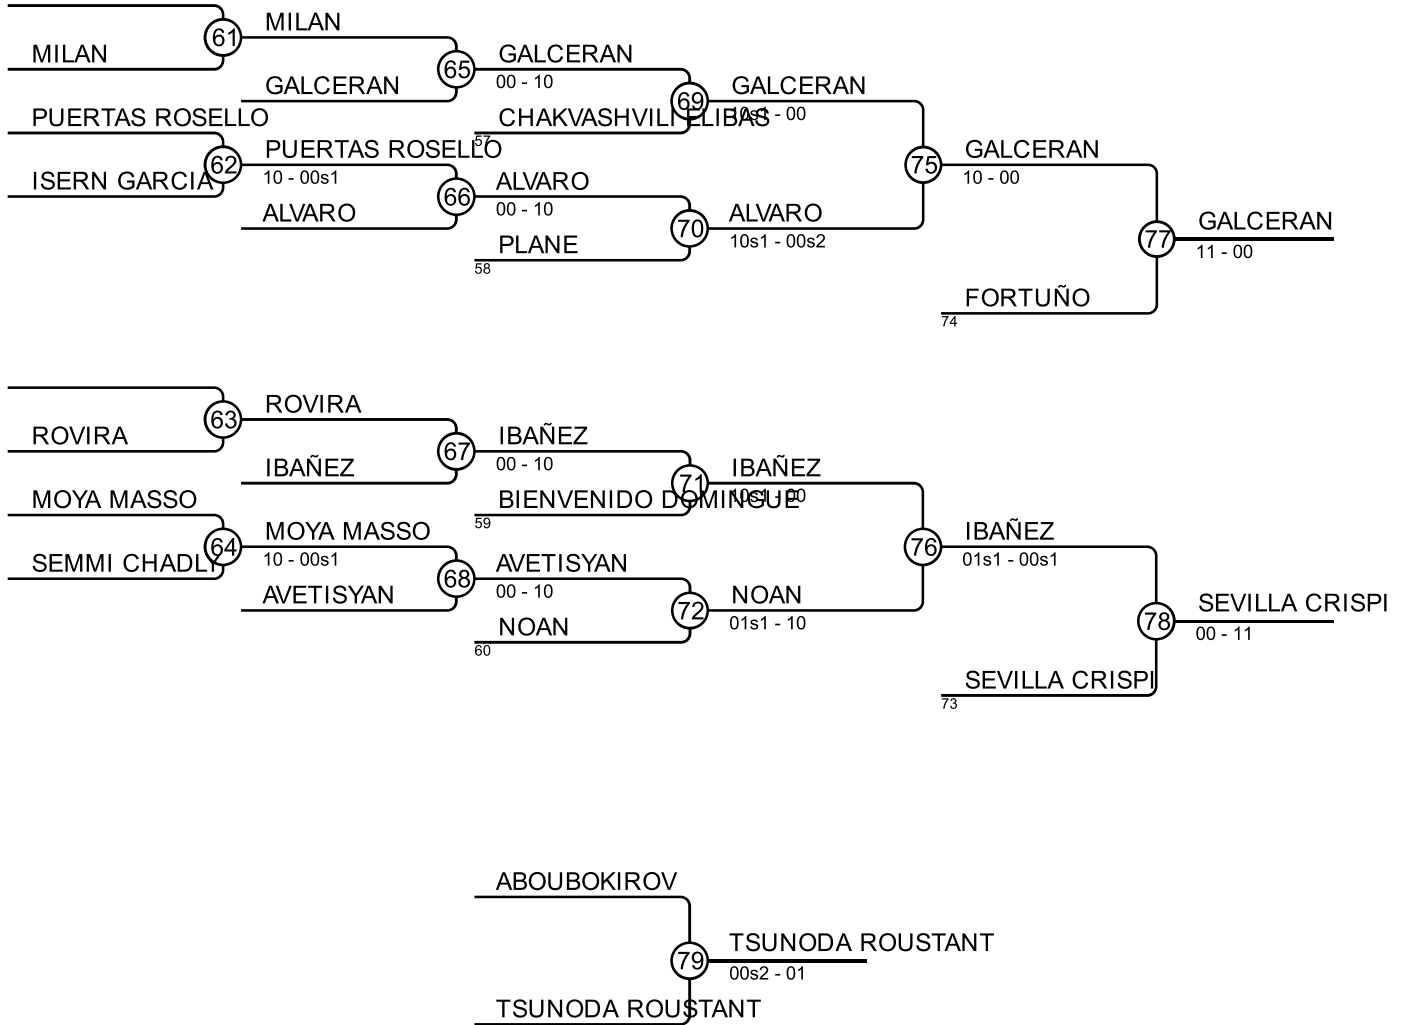 MILAN
61
MILAN
GALCERAN
65
GALCERAN
00 - 10
PUERTAS ROSELLO
CHAKVASHVILI ELIBAS
57
69
GALCERAN
10s1 - 00
ISERN GARCIA
62
PUERTAS ROSELLO
10 - 00s1
ALVARO
66
ALVARO
00 - 10
PLANE
58
70
ALVARO
10s1 - 00s2
75
GALCERAN
10 - 00
FORTUÑO
74
77
GALCERAN
11 - 00
ROVIRA
63
ROVIRA
IBAÑEZ
67
IBAÑEZ
00 - 10
BIENVENIDO DOMINGUE
59
71
IBAÑEZ
10s1 - 00
MOYA MASSO
SEMMI CHADLY
64
MOYA MASSO
10 - 00s1
AVETISYAN
68
AVETISYAN
00 - 10
NOAN
60
72
NOAN
01s1 - 10
76
IBAÑEZ
01s1 - 00s1
SEVILLA CRISPI
73
78
SEVILLA CRISPI
00 - 11
ABOUBOKIROV
79
TSUNODA ROUSTANT
00s2 - 01
TSUNODA ROUSTANT